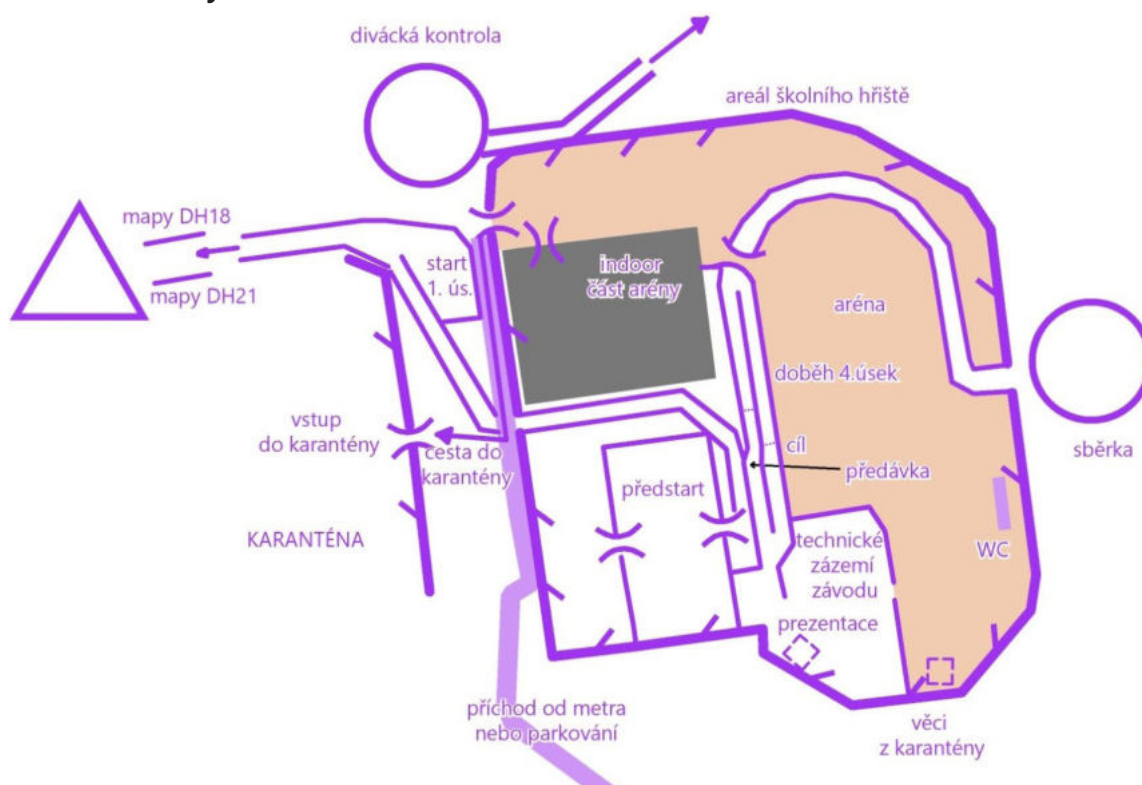 divácká kontrola
areál školního hřiště
mapy DH18
mapy DH21
start
1. ús.
indoor
část arény
aréna
doběh 4.úsek
vstup
do karantény
cesta do
karantény
cíl
předávka
sběrka
předstart
KARANTÉNA
technické
zázemí
závodu
WC
prezentace
příchod od metra
nebo parkování
věci
z karantény